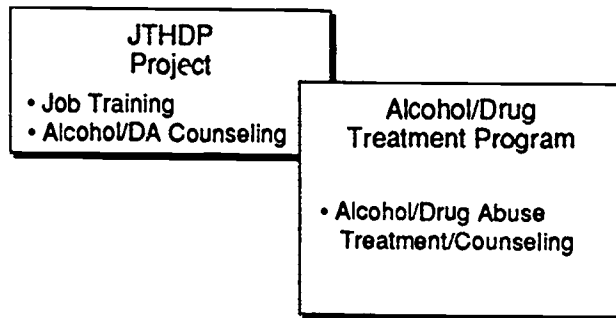 JTHDP
Project
• Job Training
• Alcohol/DA Counseling
Alcohol/Drug
Treatment Program
• Alcohol/Drug Abuse
Treatment/Counseling